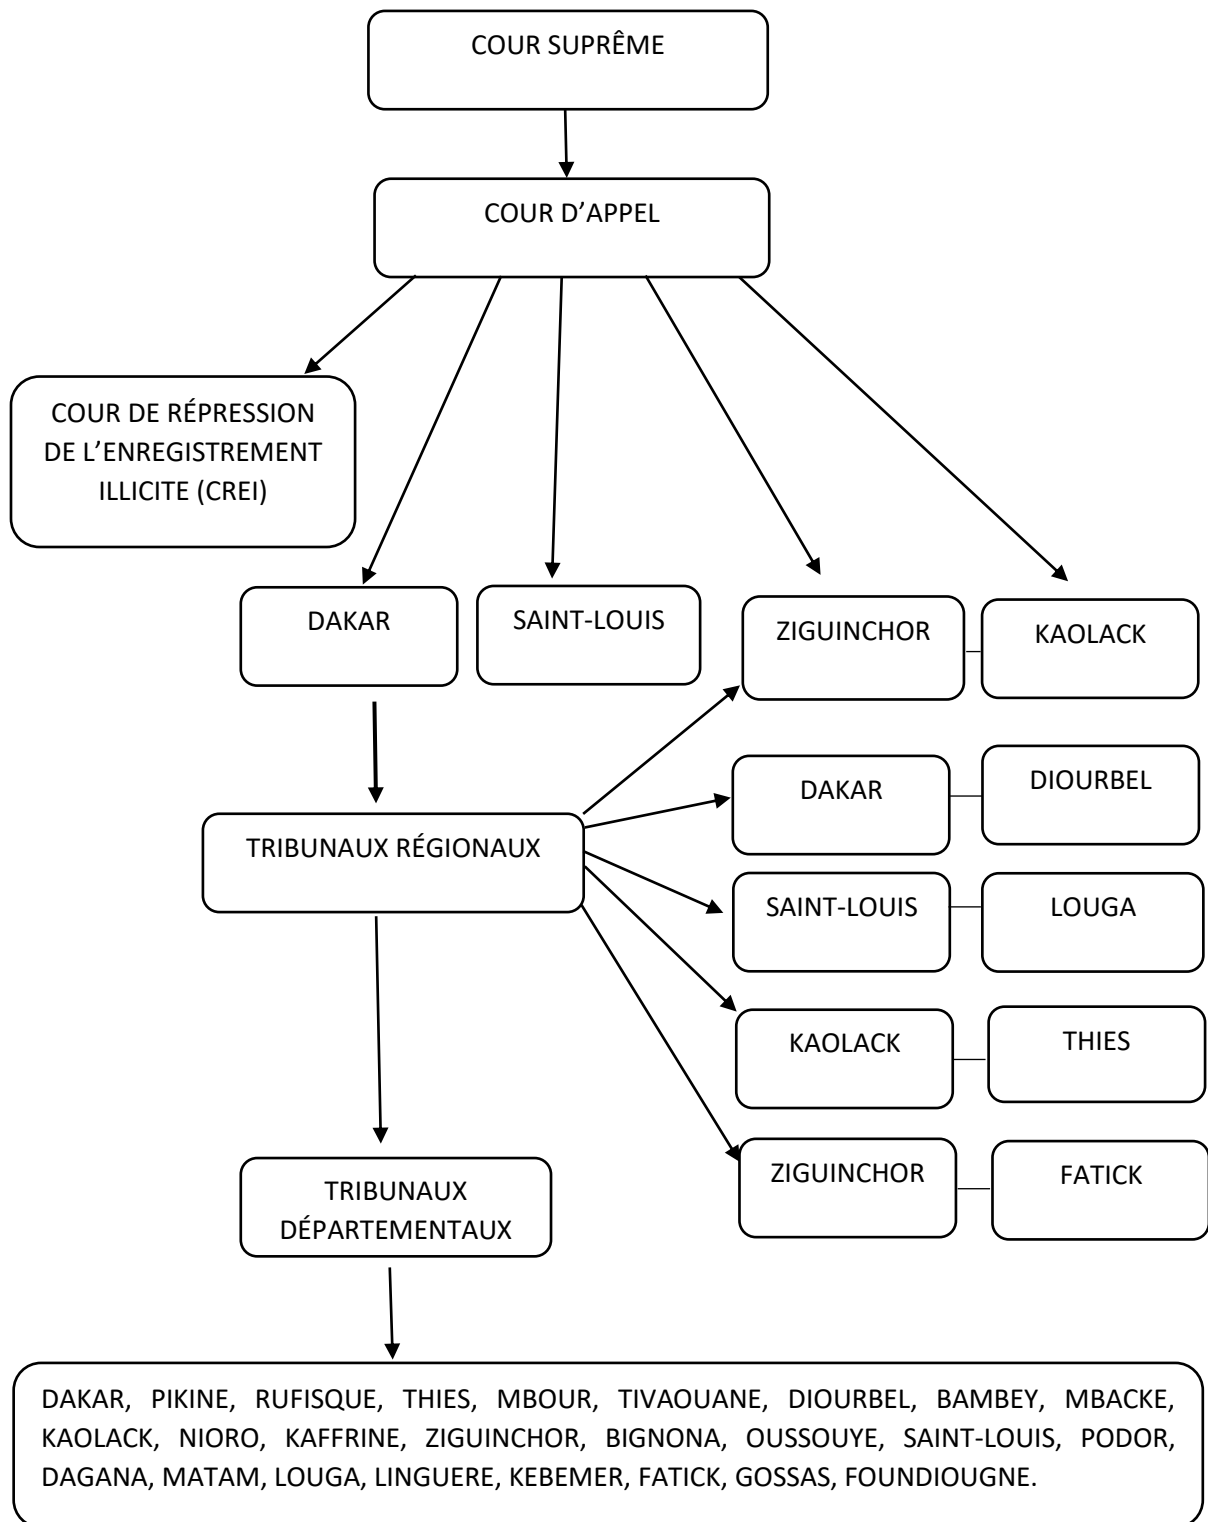 COUR SUPRÊME
COUR D’APPEL
COUR DE RÉPRESSION
DE L’ENREGISTREMENT
ILLICITE (CREI)
DAKAR
SAINT-LOUIS
ZIGUINCHOR
KAOLACK
TRIBUNAUX RÉGIONAUX
DAKAR
DIOURBEL
SAINT-LOUIS
LOUGA
KAOLACK
THIES
ZIGUINCHOR
FATICK
TRIBUNAUX
DÉPARTEMENTAUX
DAKAR, PIKINE, RUFISQUE, THIES, MBOUR, TIVAOUANE, DIOURBEL, BAMBEY, MBACKE,
KAOLACK, NIORO, KAFFRINE, ZIGUINCHOR, BIGNONA, OUSSOUYE, SAINT-LOUIS, PODOR,
DAGANA, MATAM, LOUGA, LINGUERE, KEBEMER, FATICK, GOSSAS, FOUNDIOUGNE.